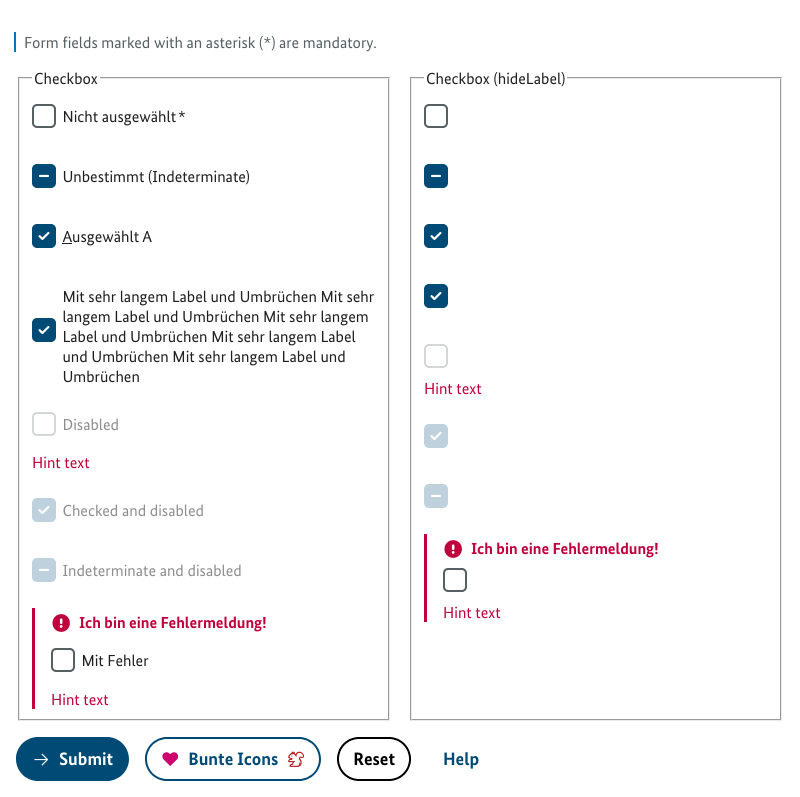 Form fields marked with an asterisk (*) are mandatory.
Checkbox
Nicht ausgewählt *
Unbestimmt (Indeterminate)
Ausgewählt A
Mit sehr langem Label und Umbrüchen Mit sehr
langem Label und Umbrüchen Mit sehr langem
Label und Umbrüchen Mit sehr langem Label
und Umbrüchen Mit sehr langem Label und
Umbrüchen
Disabled
Hint text
Checked and disabled
Indeterminate and disabled
Ich bin eine Fehlermeldung!
Mit Fehler
Hint text
Checkbox (hideLabel)
Hint text
Ich bin eine Fehlermeldung!
Hint text
Submit
Bunte Icons
Reset
Help